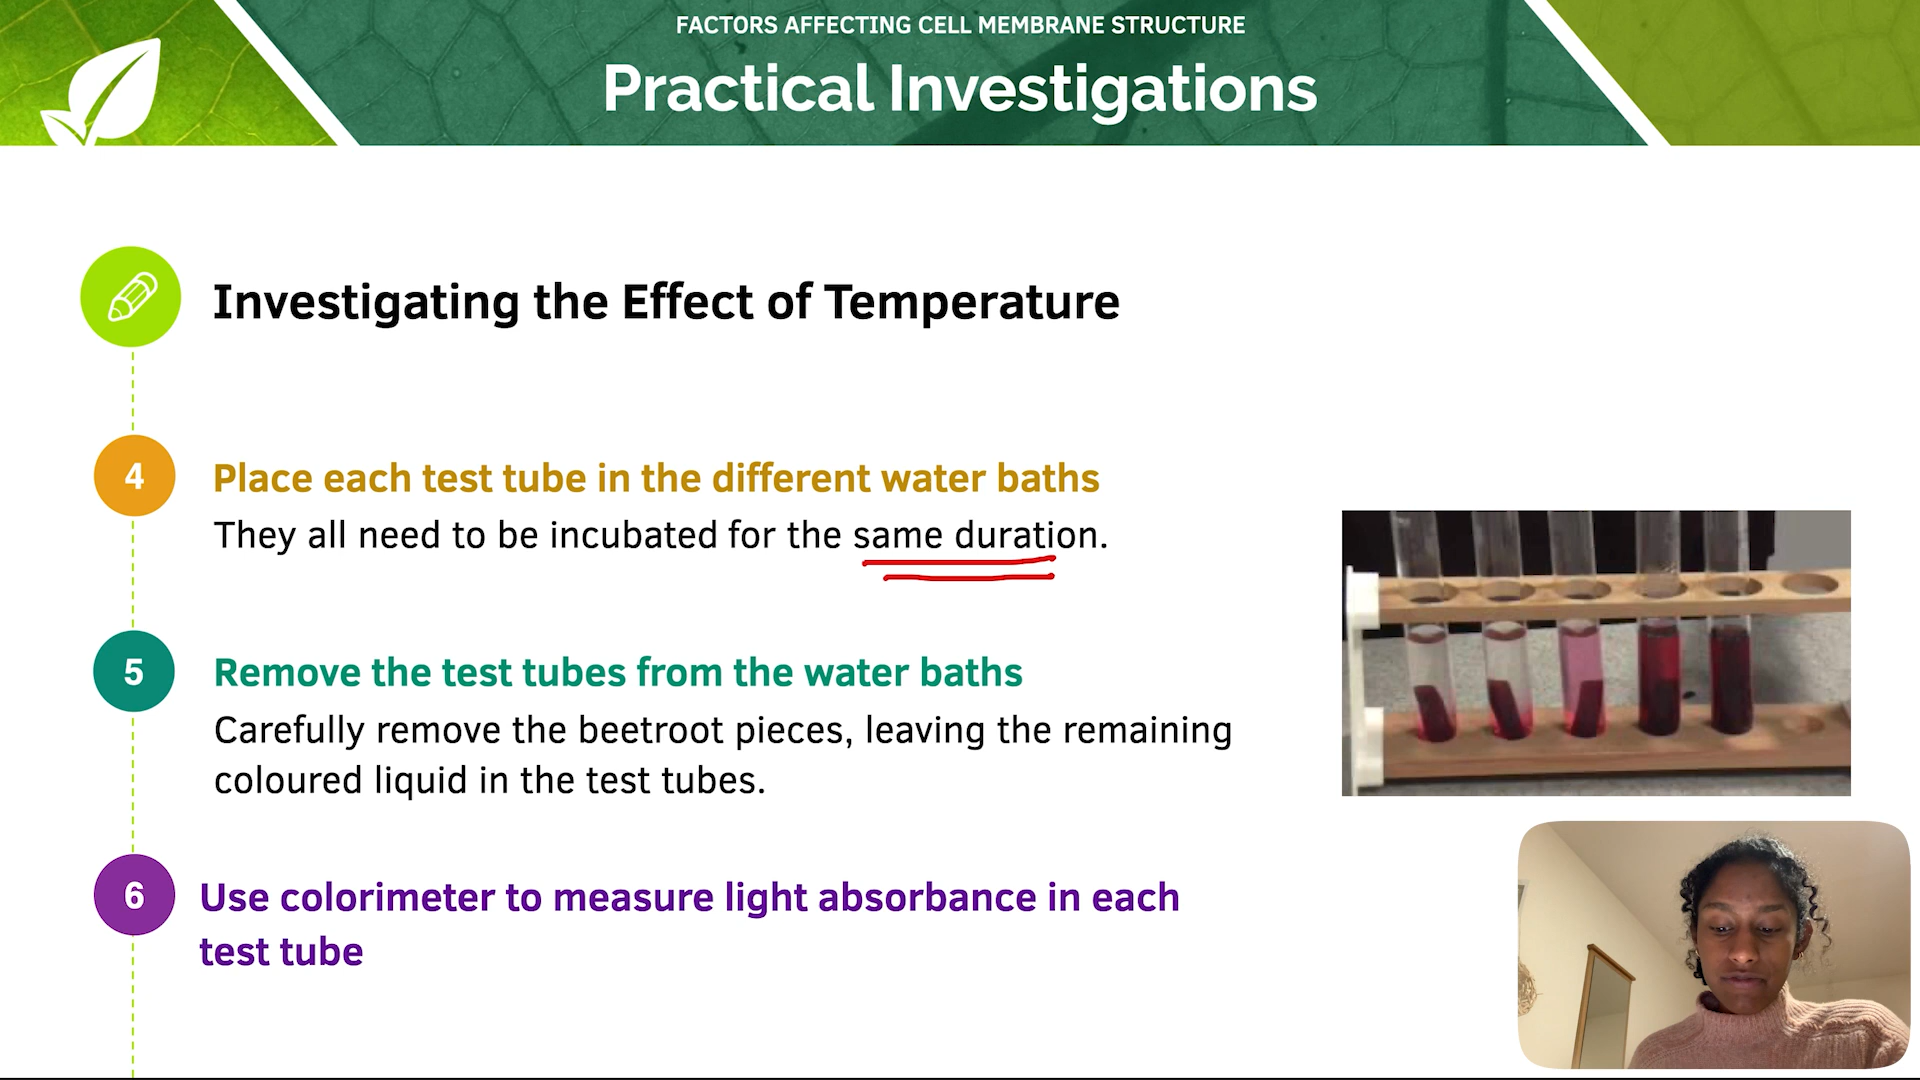 FACTORS AFFECTING CELL MEMBRANE STRUCTURE
Practical Investigations
Investigating the Effect of Temperature
4
Place each test tube in the different water baths
They all need to be incubated for the same duration.
5
Remove the test tubes from the water baths
Carefully remove the beetroot pieces, leaving the remaining
coloured liquid in the test tubes.
6
Use colorimeter to measure light absorbance in each
test tube